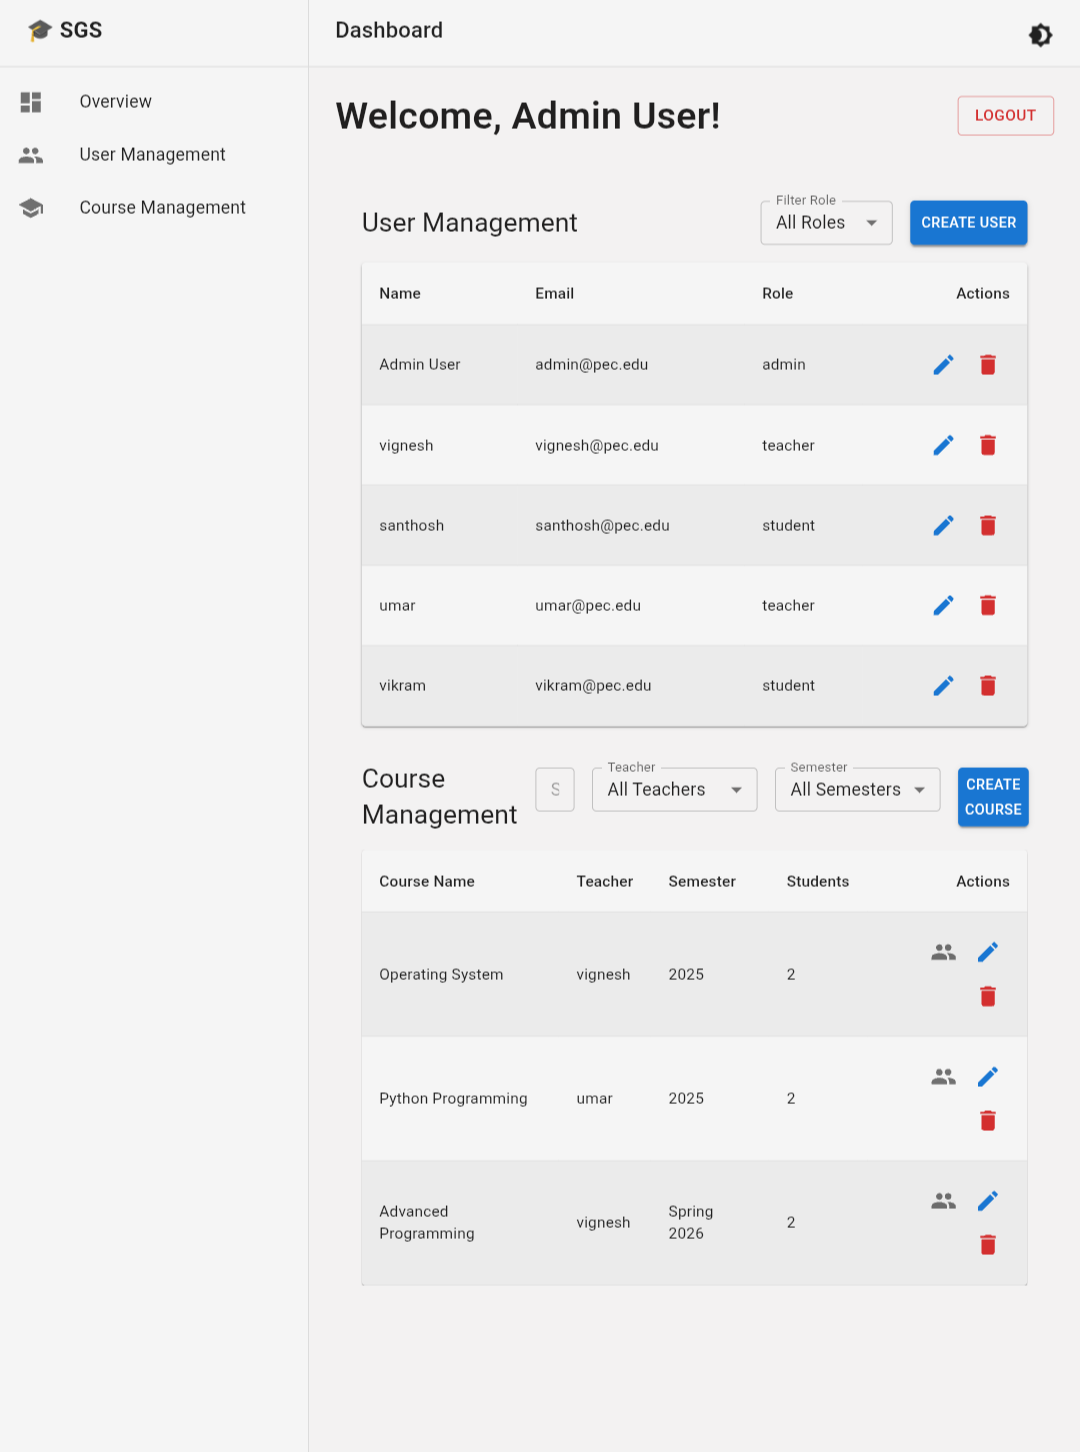 SGS
Dashboard
Overview
User Management
Course Management
Welcome, Admin User!
LOGOUT
User Management
Filter Role
All Roles
CREATE USER
Name Email Role Actions
Admin User admin@pec.edu admin
vignesh vignesh@pec.edu teacher
santhosh santhosh@pec.edu student
umar umar@pec.edu teacher
vikram vikram@pec.edu student
Course
Management
S
Teacher
All Teachers
Semester
All Semesters
CREATE
COURSE
Course Name Teacher Semester Students Actions
Operating System vignesh 2025 2
Python Programming umar 2025 2
Advanced
Programming
vignesh
Spring
2026
2